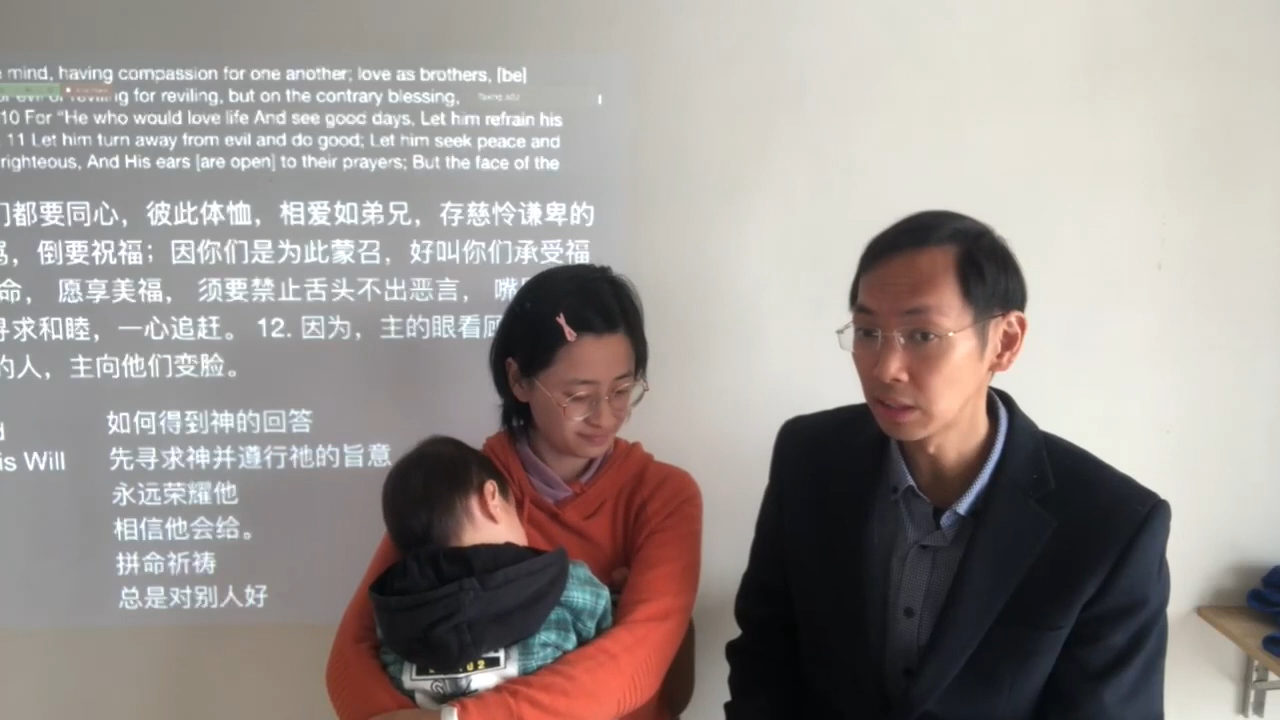 mind, having compassion for one another; love as brothers, [be]
reviling for reviling, but on the contrary blessing,
10 For “He who would love life And see good days, Let him refrain his
11 Let him turn away from evil and do good; Let him seek peace and
righteous, And His ears [are open] to their prayers; But the face of the
们都要同心，彼此体恤，相爱如弟兄，存慈怜谦卑的
骂，倒要祝福；因你们是为此蒙召，好叫你们承受福
命， 愿享美福， 须要禁止舌头不出恶言， 嘴
寻求和睦，一心追赶。 12. 因为，主的眼看顾
的人，主向他们变脸。
如何得到神的回答
is Will 先寻求神并遵行祂的旨意
永远荣耀他
相信他会给。
拼命祈祷
总是对别人好